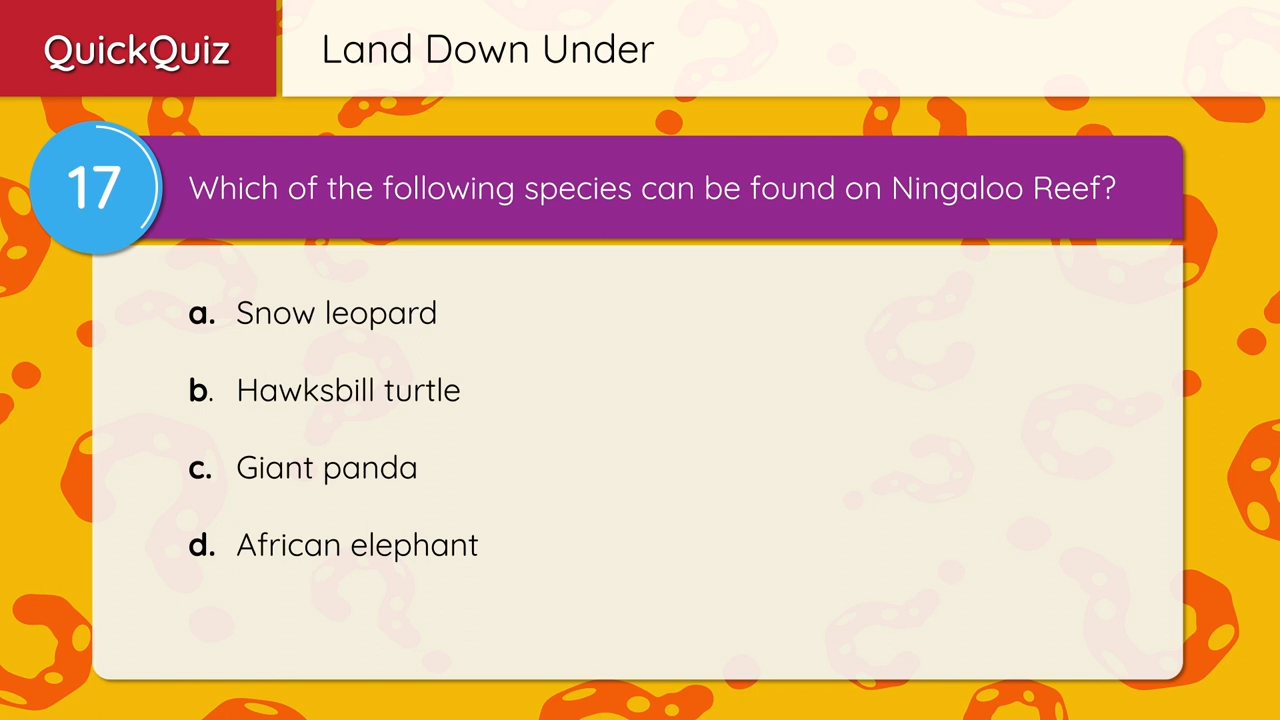 QuickQuiz
Land Down Under
17
Which of the following species can be found on Ningaloo Reef?
a. Snow leopard
b. Hawksbill turtle
c. Giant panda
d. African elephant